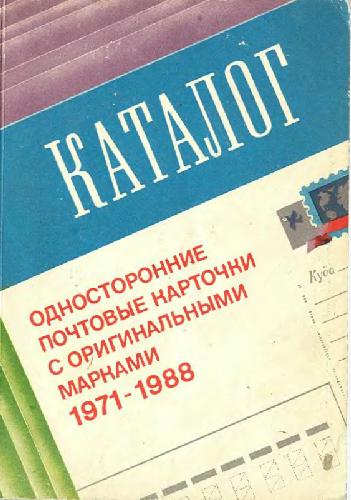 КАТАЛОГ
ОДНОСТОРОННИЕ
ПОЧТОВЫЕ КАРТОЧКИ
С ОРИГИНАЛЬНЫМИ
МАРКАМИ
1971-1988
Куда